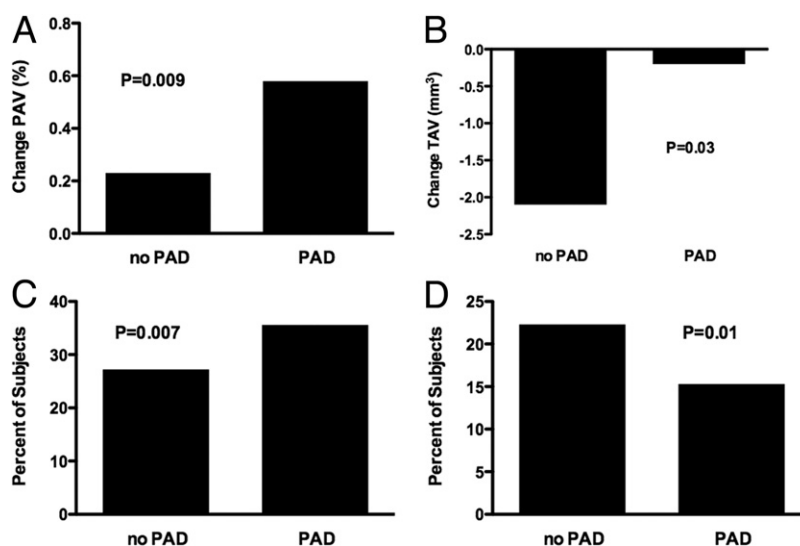 A
Change PAV (%)
0.8
0.6
0.4
0.2
0.0
P=0.009
no PAD
PAD
B
Change TAV (mm³)
0.0
-0.5
-1.0
-1.5
-2.0
-2.5
P=0.03
no PAD
PAD
C
Percent of Subjects
40
30
20
10
0
P=0.007
no PAD
PAD
D
Percent of Subjects
25
20
15
10
5
0
P=0.01
no PAD
PAD